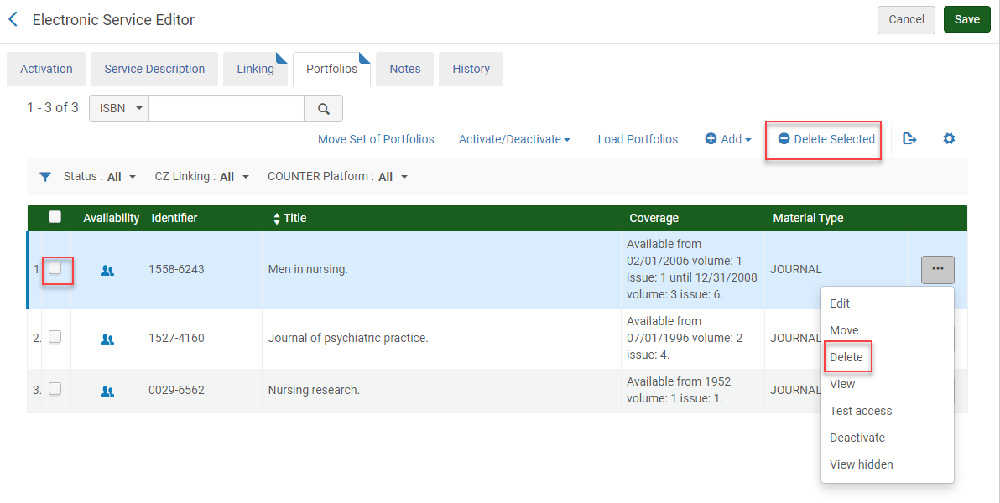 Electronic Service Editor
Cancel
Save
Activation
Service Description
Linking
Portfolios
Notes
History
1 - 3 of 3
ISBN
Move Set of Portfolios
Activate/Deactivate
Load Portfolios
Add
Delete Selected
Status : All
CZ Linking : All
COUNTER Platform : All
Availability
Identifier
Title
Coverage
Material Type
1
1558-6243
Men in nursing.
Available from
02/01/2006 volume: 1
issue: 1 until 12/31/2008
volume: 3 issue: 6.
JOURNAL
2.
1527-4160
Journal of psychiatric practice.
Available from
07/01/1996 volume: 2
issue: 4.
JOURNAL
3.
0029-6562
Nursing research.
Available from 1952
volume: 1 issue: 1.
JOURNAL
Edit
Move
Delete
View
Test access
Deactivate
View hidden